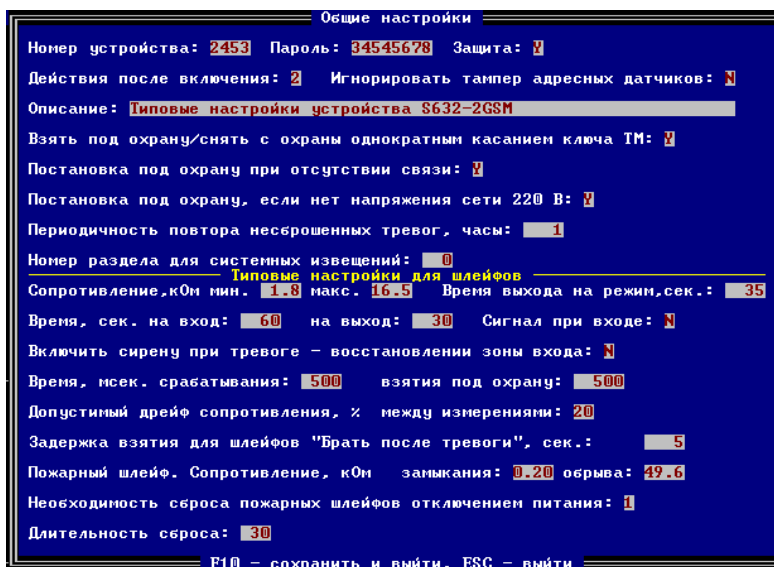 Общие настройки
Номер устройства: 2453 Пароль: 34545678 Защита: Y
Действия после включения: 2 Игнорировать тампер адресных датчиков: N
Описание: Типовые настройки устройства S632-2GSM
Взять под охрану/снять с охраны однократным касанием ключа ТМ: Y
Постановка под охрану при отсутствии связи: Y
Постановка под охрану, если нет напряжения сети 220 В: Y
Периодичность повтора несброшенных тревог, часы: 1
Номер раздела для системных извещений: 0
Типовые настройки для шлейфов
Сопротивление,кОм мин. 1.8 макс. 16.5 Время выхода на режим,сек.: 35
Время, сек. на вход: 60 на выход: 30 Сигнал при входе: N
Включить сирену при тревоге - восстановлении зоны входа: N
Время, мсек. срабатывания: 500 взятия под охрану: 500
Допустимый дрейф сопротивления, % между измерениями: 20
Задержка взятия для шлейфов "Брать после тревоги", сек.: 5
Пожарный шлейф. Сопротивление, кОм замыкания: 0.20 обрыва: 49.6
Необходимость сброса пожарных шлейфов отключением питания: 1
Длительность сброса: 30
F10 - сохранить и выйти, ESC - выйти